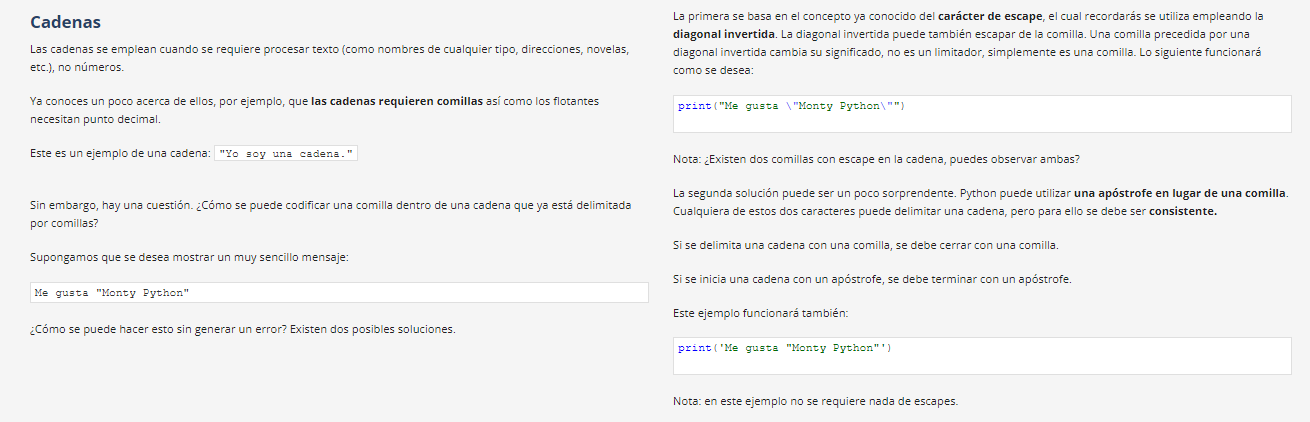 Cadenas
Las cadenas se emplean cuando se requiere procesar texto (como nombres de cualquier tipo, direcciones, novelas,
etc.), no números.
Ya conoces un poco acerca de ellos, por ejemplo, que las cadenas requieren comillas así como los flotantes
necesitan punto decimal.
Este es un ejemplo de una cadena: "Yo soy una cadena."
Sin embargo, hay una cuestión. ¿Cómo se puede codificar una comilla dentro de una cadena que ya está delimitada
por comillas?
Supongamos que se desea mostrar un muy sencillo mensaje:
Me gusta "Monty Python"
¿Cómo se puede hacer esto sin generar un error? Existen dos posibles soluciones.
La primera se basa en el concepto ya conocido del carácter de escape, el cual recordarás se utiliza empleando la
diagonal invertida. La diagonal invertida puede también escapar de la comilla. Una comilla precedida por una
diagonal invertida cambia su significado, no es un limitador, simplemente es una comilla. Lo siguiente funcionará
como se desea:
print("Me gusta \"Monty Python\"")
Nota: ¿Existen dos comillas con escape en la cadena, puedes observar ambas?
La segunda solución puede ser un poco sorprendente. Python puede utilizar una apóstrofe en lugar de una comilla.
Cualquiera de estos dos caracteres puede delimitar una cadena, pero para ello se debe ser consistente.
Si se delimita una cadena con una comilla, se debe cerrar con una comilla.
Si se inicia una cadena con un apóstrofe, se debe terminar con un apóstrofe.
Este ejemplo funcionará también:
print('Me gusta "Monty Python"')
Nota: en este ejemplo no se requiere nada de escapes.